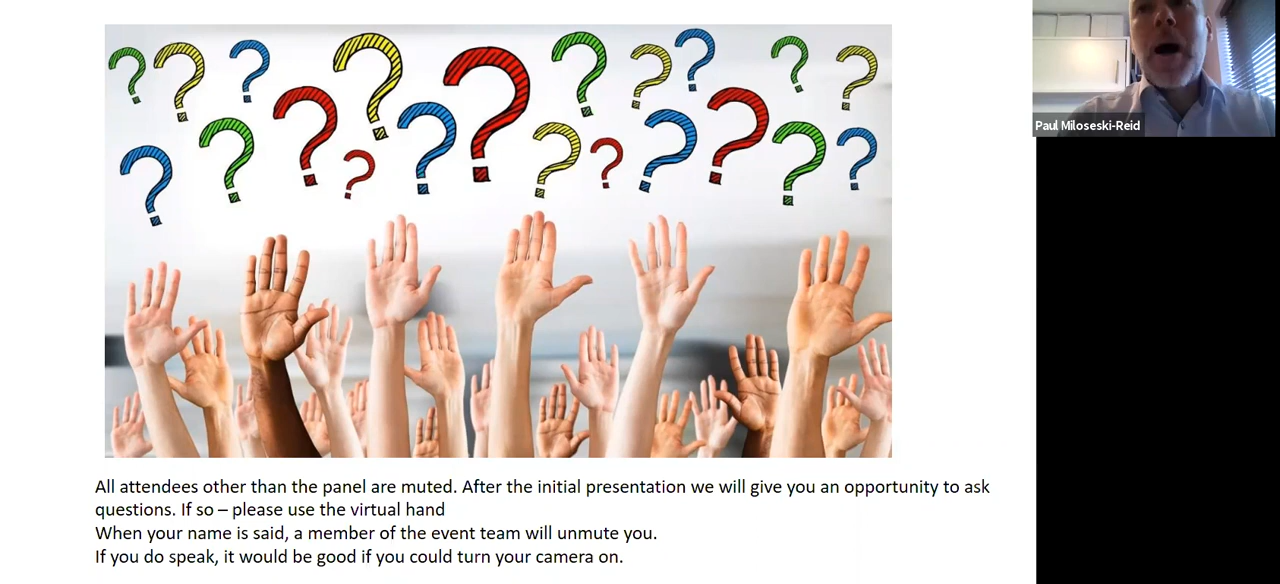 Paul Miloseski-Reid
All attendees other than the panel are muted. After the initial presentation we will give you an opportunity to ask
questions. If so – please use the virtual hand
When your name is said, a member of the event team will unmute you.
If you do speak, it would be good if you could turn your camera on.